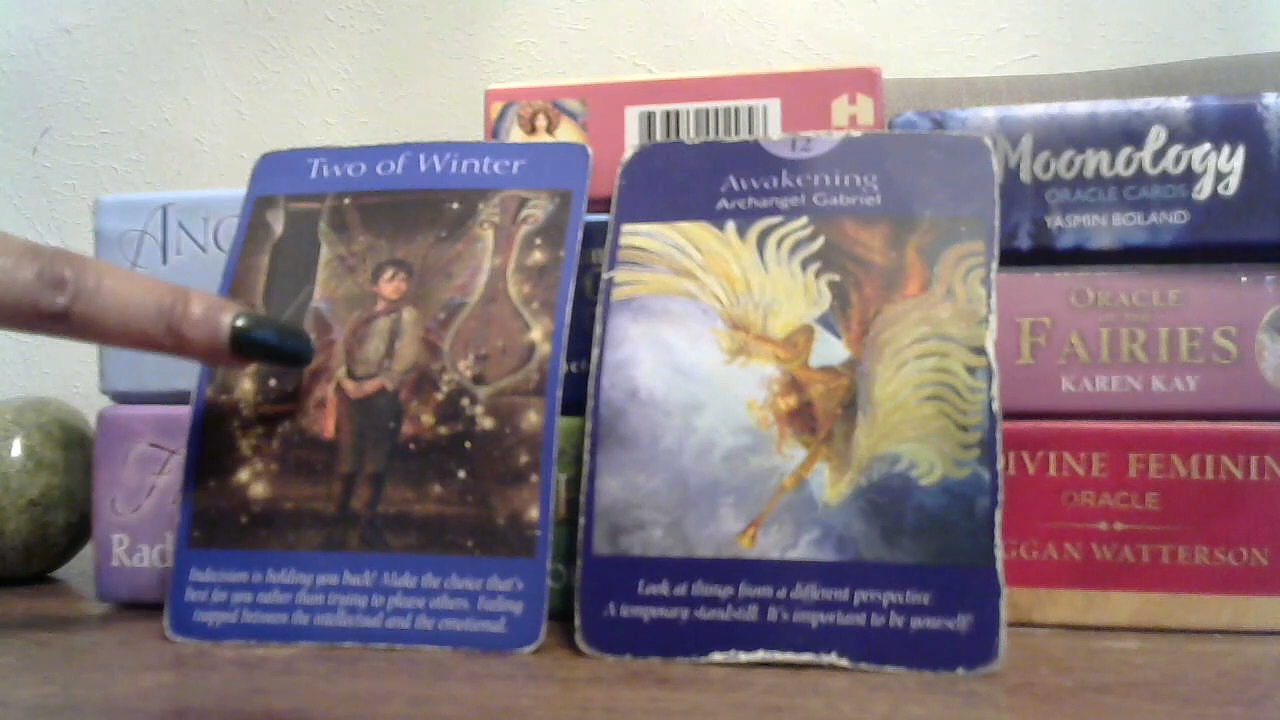 Two of Winter
Indecision is holding you back! Make the choice that's
best for you rather than trying to please others. Feeling
trapped between the intellectual and the emotional.
12
Awakening
Archangel Gabriel
Look at things from a different perspective.
A temporary standstill. It's important to be yourself!
H
Moonology
ORACLE CARDS
YASMIN BOLAND
ORACLE
FAIRIES
KAREN KAY
IVINE FEMININ
ORACLE
GGAN WATTERSON
ANG
F
Rad